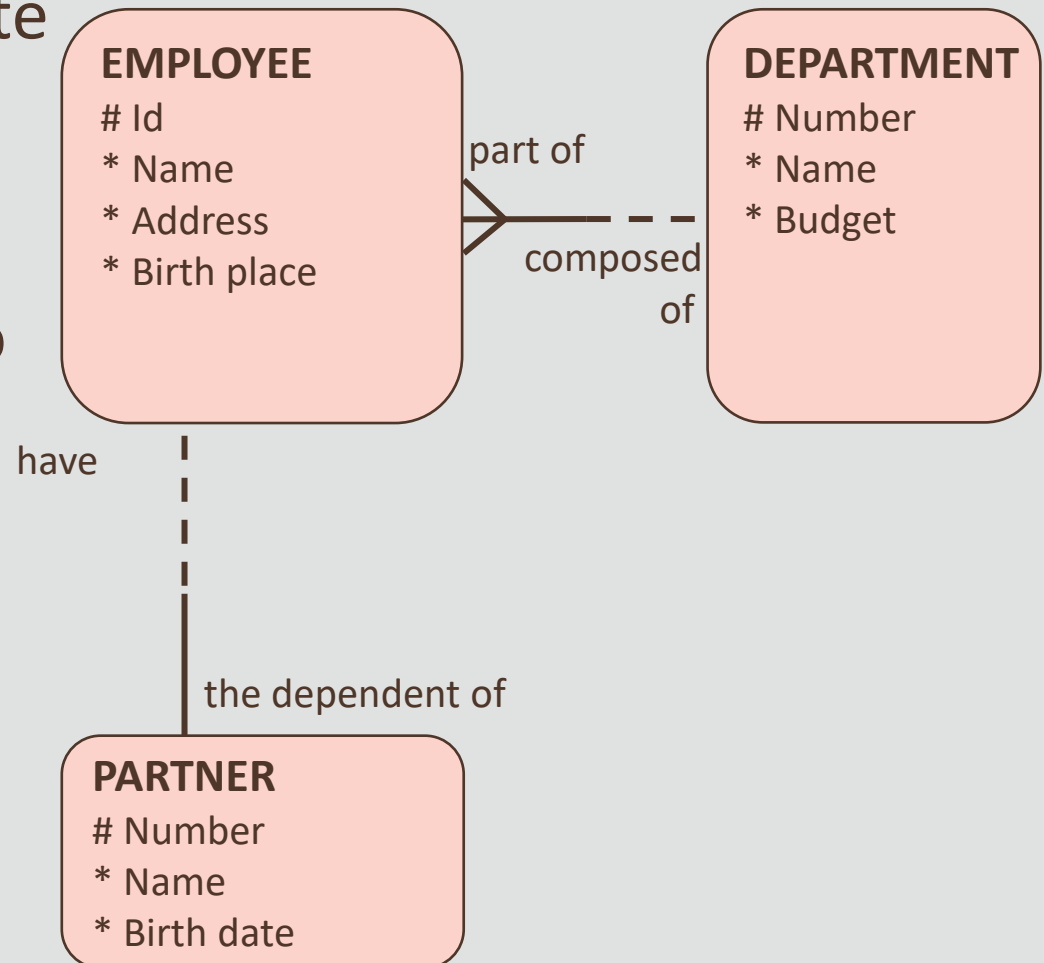 te
EMPLOYEE
# Id
* Name
* Address
* Birth place
part of
composed
of
DEPARTMENT
# Number
* Name
* Budget
have
the dependent of
PARTNER
# Number
* Name
* Birth date